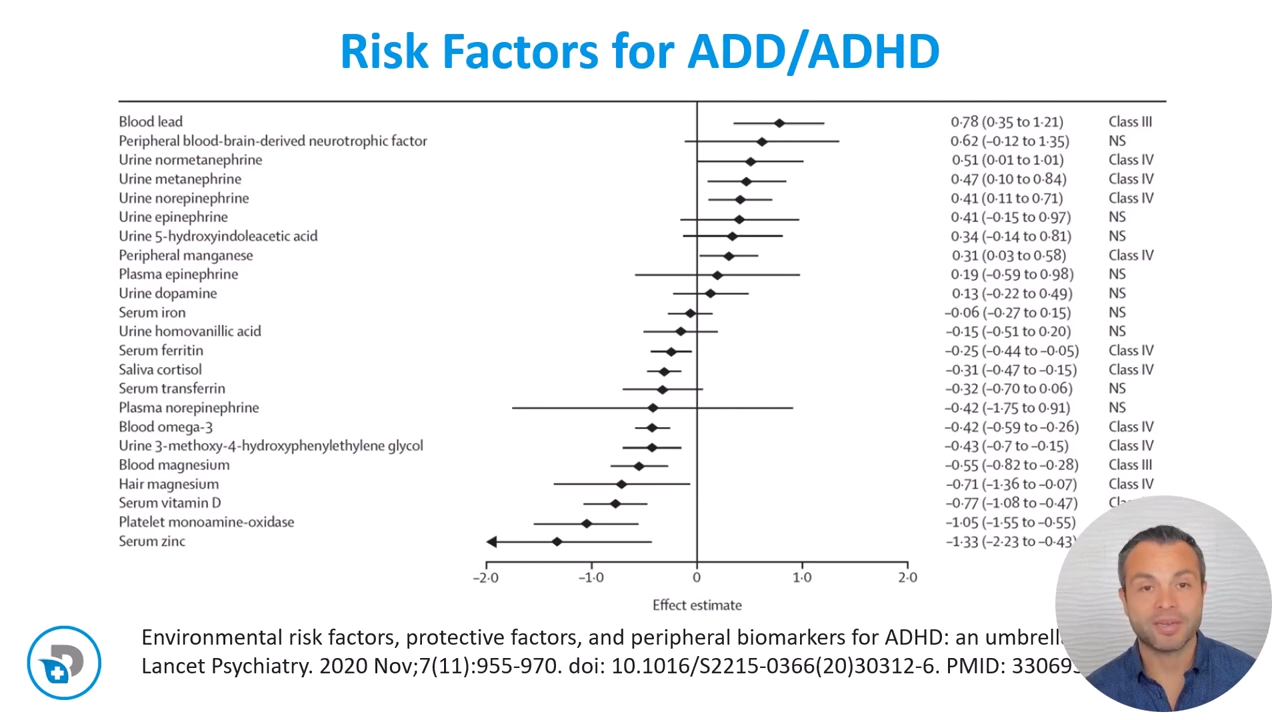 Risk Factors for ADD/ADHD
Blood lead 0·78 (0·35 to 1·21) Class III
Peripheral blood-brain-derived neurotrophic factor 0·62 (–0·12 to 1·35) NS
Urine normetanephrine 0·51 (0·01 to 1·01) Class IV
Urine metanephrine 0·47 (0·10 to 0·84) Class IV
Urine norepinephrine 0·41 (0·11 to 0·71) Class IV
Urine epinephrine 0·41 (–0·15 to 0·97) NS
Urine 5-hydroxyindoleacetic acid 0·34 (–0·14 to 0·81) NS
Peripheral manganese 0·31 (0·03 to 0·58) Class IV
Plasma epinephrine 0·19 (–0·59 to 0·98) NS
Urine dopamine 0·13 (–0·22 to 0·49) NS
Serum iron –0·06 (–0·27 to 0·15) NS
Urine homovanillic acid –0·15 (–0·51 to 0·20) NS
Serum ferritin –0·25 (–0·44 to –0·05) Class IV
Saliva cortisol –0·31 (–0·47 to –0·15) Class IV
Serum transferrin –0·32 (–0·70 to 0·06) NS
Plasma norepinephrine –0·42 (–1·75 to 0·91) NS
Blood omega-3 –0·42 (–0·59 to –0·26) Class IV
Urine 3-methoxy-4-hydroxyphenylethylene glycol –0·43 (–0·7 to –0·15) Class IV
Blood magnesium –0·55 (–0·82 to –0·28) Class III
Hair magnesium –0·71 (–1·36 to –0·07) Class IV
Serum vitamin D –0·77 (–1·08 to –0·47)
Platelet monoamine-oxidase –1·05 (–1·55 to –0·55)
Serum zinc –1·33 (–2·23 to –0·43)
–2·0 –1·0 0 1·0 2·0
Effect estimate
Environmental risk factors, protective factors, and peripheral biomarkers for ADHD: an
Lancet Psychiatry. 2020 Nov;7(11):955-970. doi: 10.1016/S2215-0366(20)30312-6. PMID: